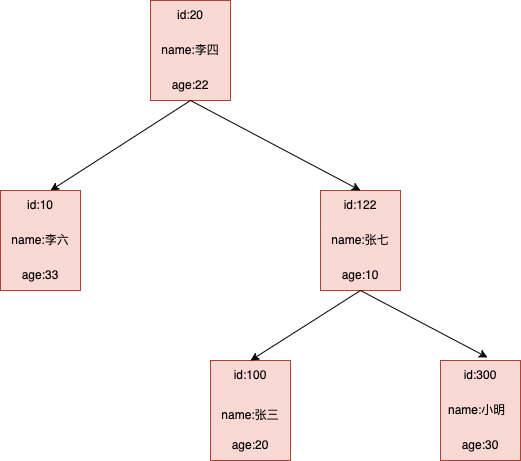 id:20
name:李四
age:22
id:10
name:李六
age:33
id:122
name:张七
age:10
id:100
name:张三
age:20
id:300
name:小明
age:30